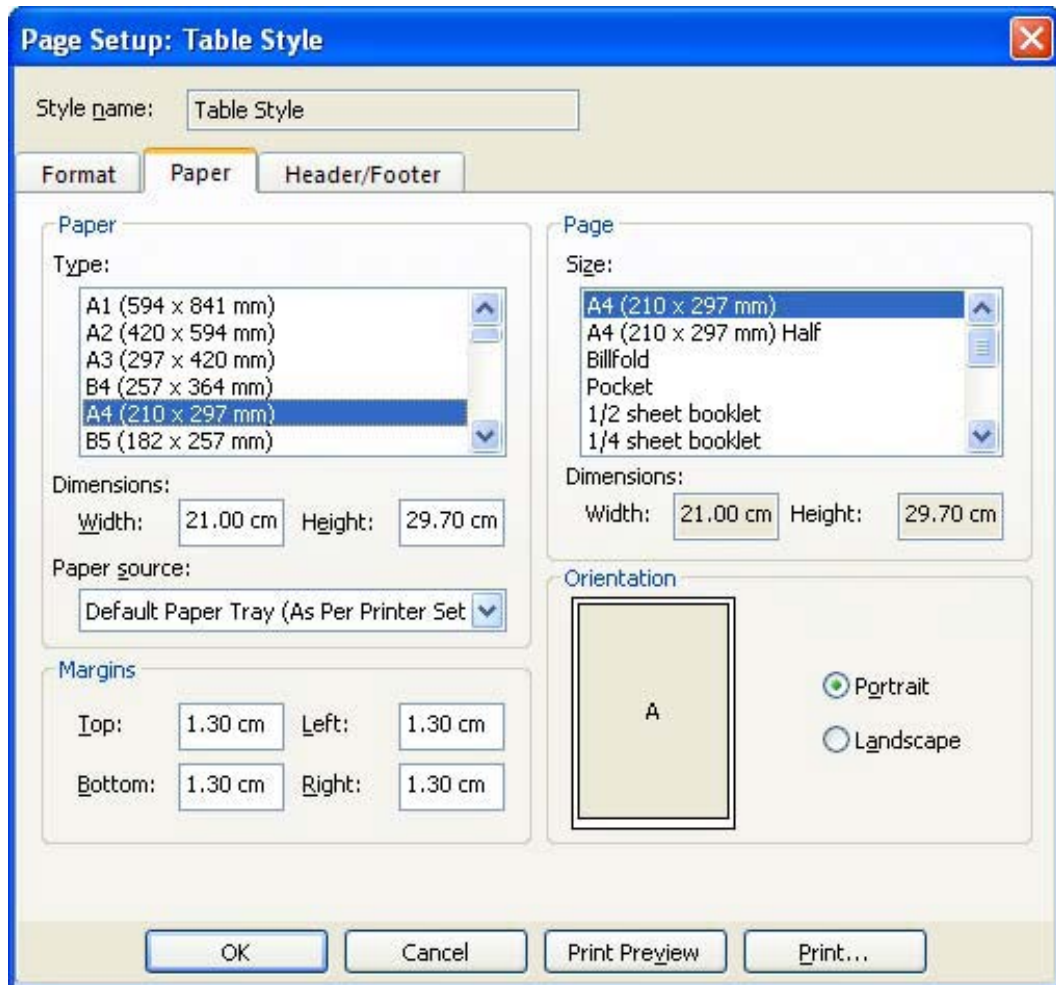 Page Setup: Table Style
Style name: Table Style
Format Paper Header/Footer
Paper
Type:
A1 (594 x 841 mm)
A2 (420 x 594 mm)
A3 (297 x 420 mm)
B4 (257 x 364 mm)
A4 (210 x 297 mm)
B5 (182 x 257 mm)
Dimensions:
Width: 21.00 cm Height: 29.70 cm
Paper source:
Default Paper Tray (As Per Printer Set
Margins
Top: 1.30 cm Left: 1.30 cm
Bottom: 1.30 cm Right: 1.30 cm
Page
Size:
A4 (210 x 297 mm)
A4 (210 x 297 mm) Half
Billfold
Pocket
1/2 sheet booklet
1/4 sheet booklet
Dimensions:
Width: 21.00 cm Height: 29.70 cm
Orientation
A
Portrait
Landscape
OK Cancel Print Preview Print...